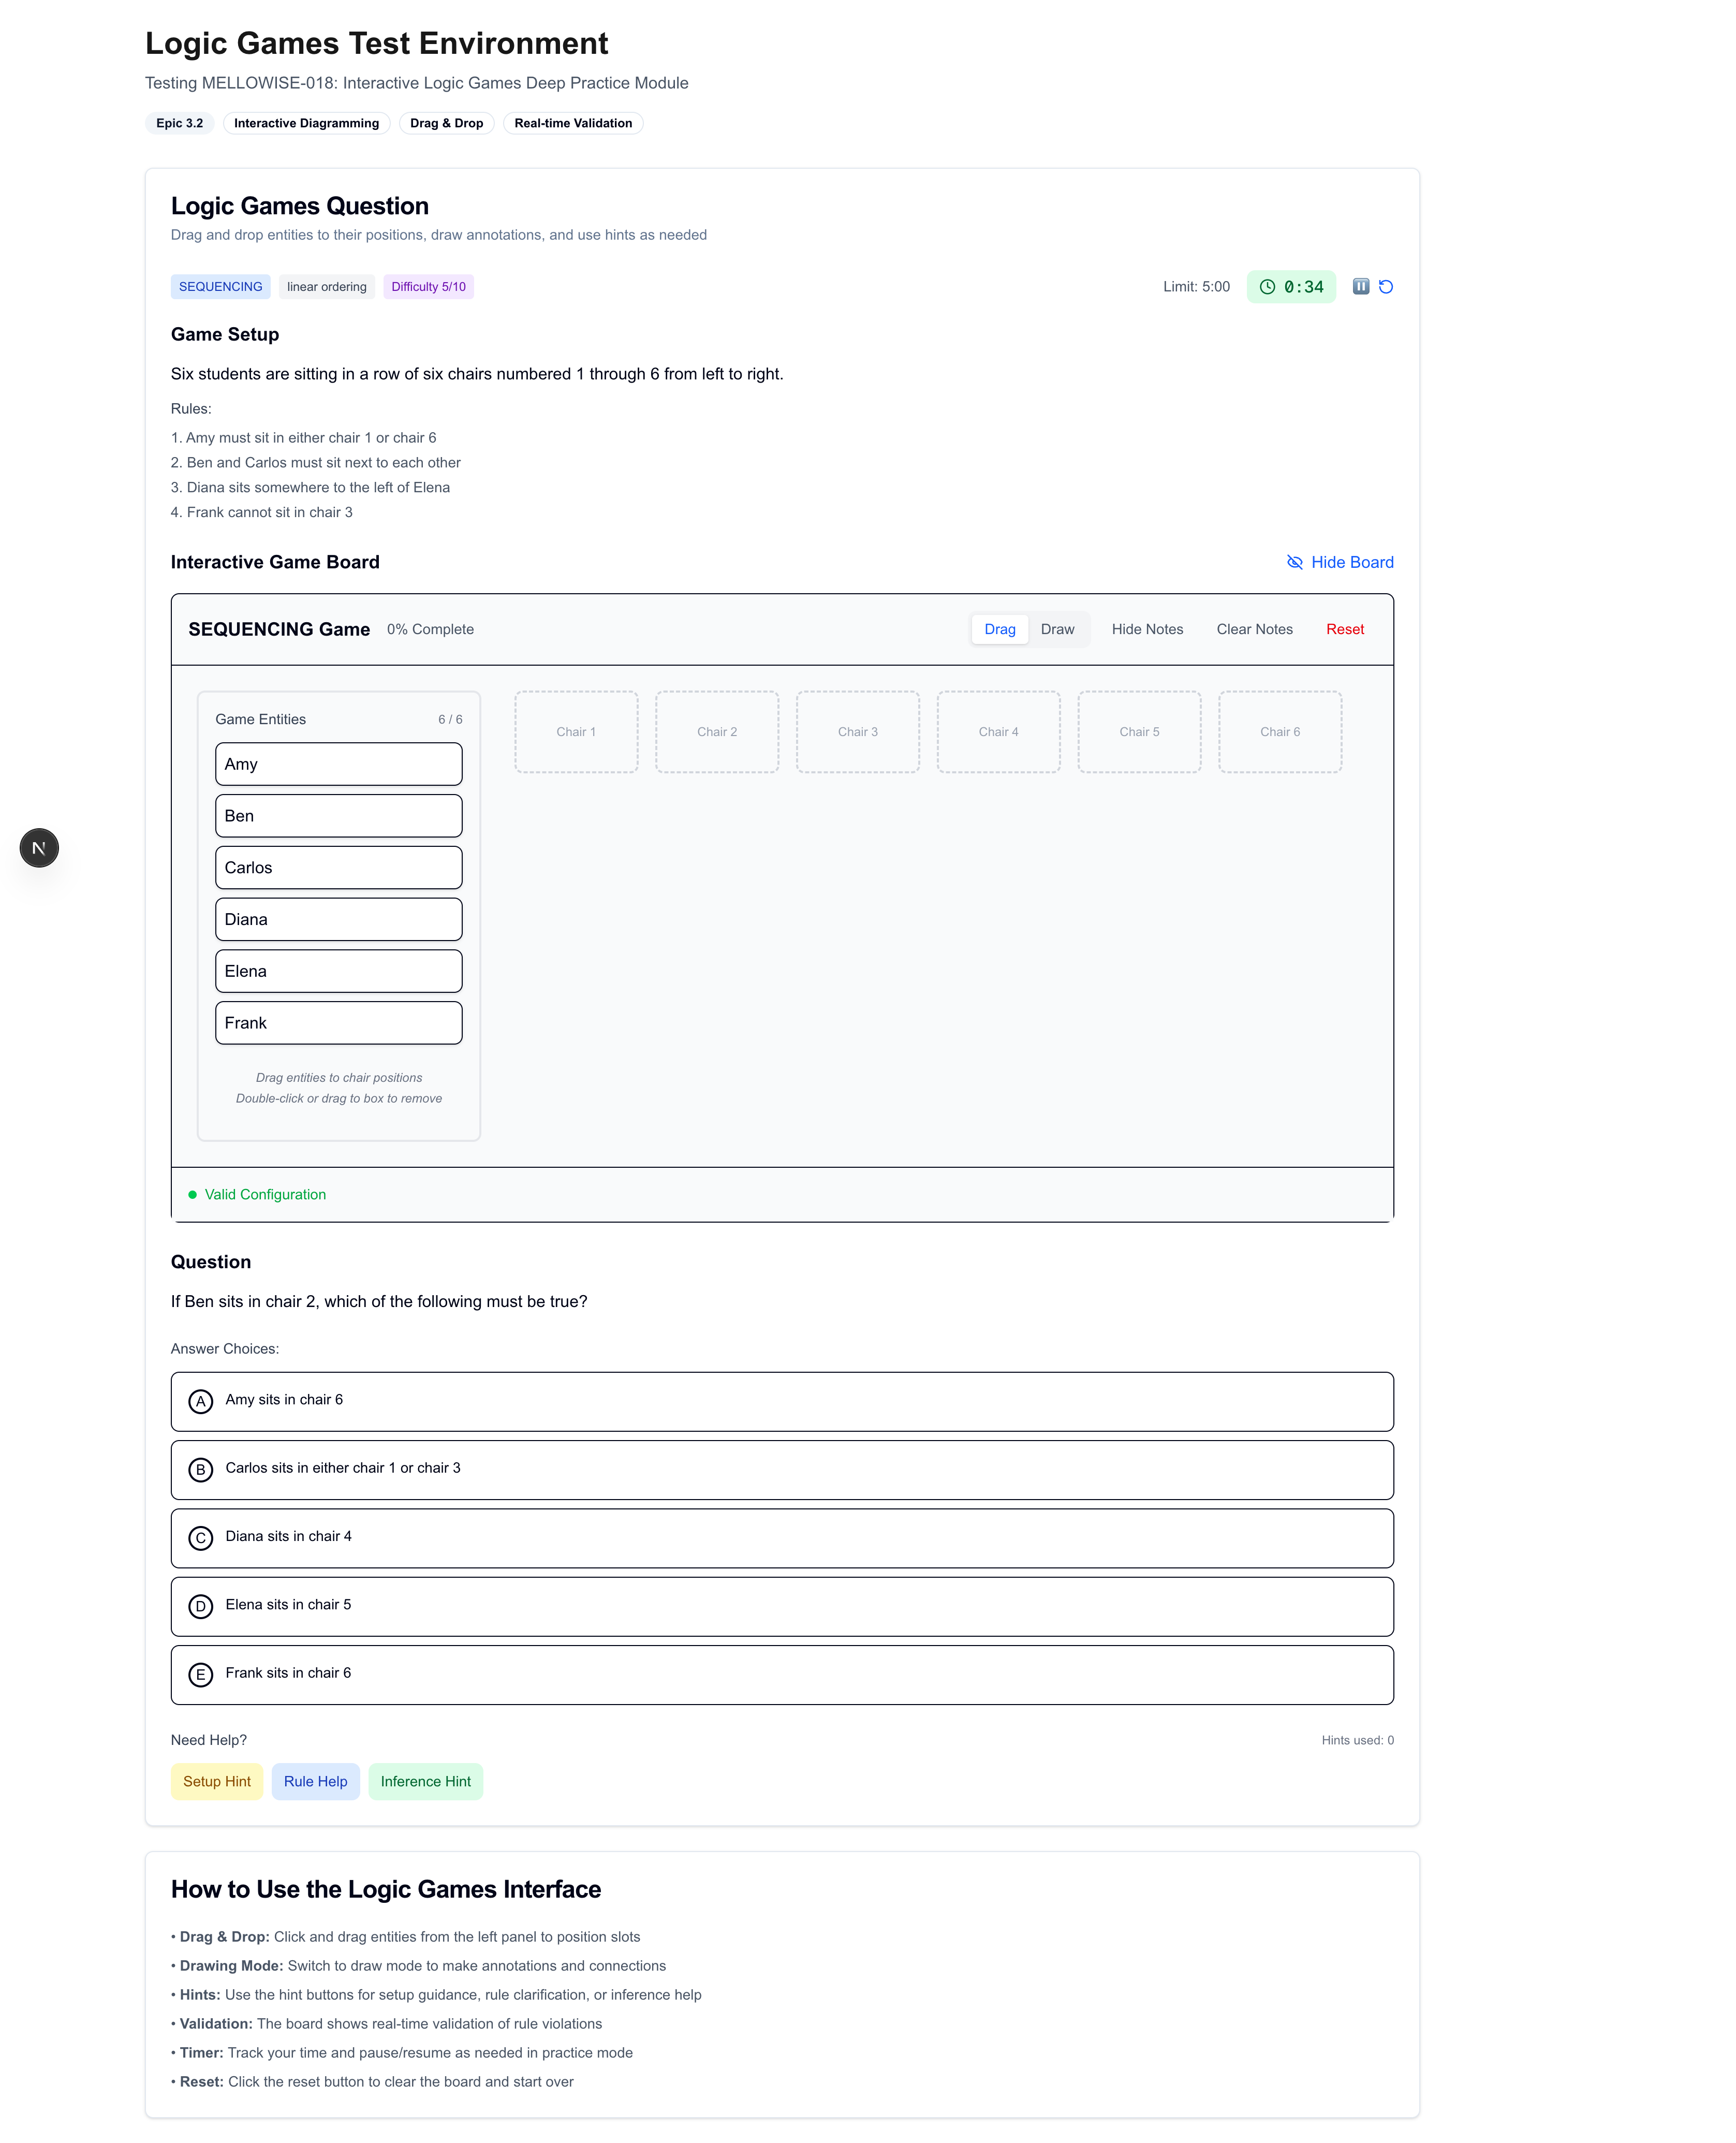 Logic Games Test Environment
Testing MELLOWISE-018: Interactive Logic Games Deep Practice Module
Epic 3.2 Interactive Diagramming Drag & Drop Real-time Validation
Logic Games Question
Drag and drop entities to their positions, draw annotations, and use hints as needed
SEQUENCING linear ordering Difficulty 5/10 Limit: 5:00 0:34
Game Setup
Six students are sitting in a row of six chairs numbered 1 through 6 from left to right.
Rules:
1. Amy must sit in either chair 1 or chair 6
2. Ben and Carlos must sit next to each other
3. Diana sits somewhere to the left of Elena
4. Frank cannot sit in chair 3
Interactive Game Board Hide Board
SEQUENCING Game 0% Complete Drag Draw Hide Notes Clear Notes Reset
Game Entities 6 / 6
Chair 1 Chair 2 Chair 3 Chair 4 Chair 5 Chair 6
Amy
Ben
Carlos
Diana
Elena
Frank
Drag entities to chair positions
Double-click or drag to box to remove
N
Valid Configuration
Question
If Ben sits in chair 2, which of the following must be true?
Answer Choices:
A Amy sits in chair 6
B Carlos sits in either chair 1 or chair 3
C Diana sits in chair 4
D Elena sits in chair 5
E Frank sits in chair 6
Need Help? Hints used: 0
Setup Hint Rule Help Inference Hint
How to Use the Logic Games Interface
• Drag & Drop: Click and drag entities from the left panel to position slots
• Drawing Mode: Switch to draw mode to make annotations and connections
• Hints: Use the hint buttons for setup guidance, rule clarification, or inference help
• Validation: The board shows real-time validation of rule violations
• Timer: Track your time and pause/resume as needed in practice mode
• Reset: Click the reset button to clear the board and start over